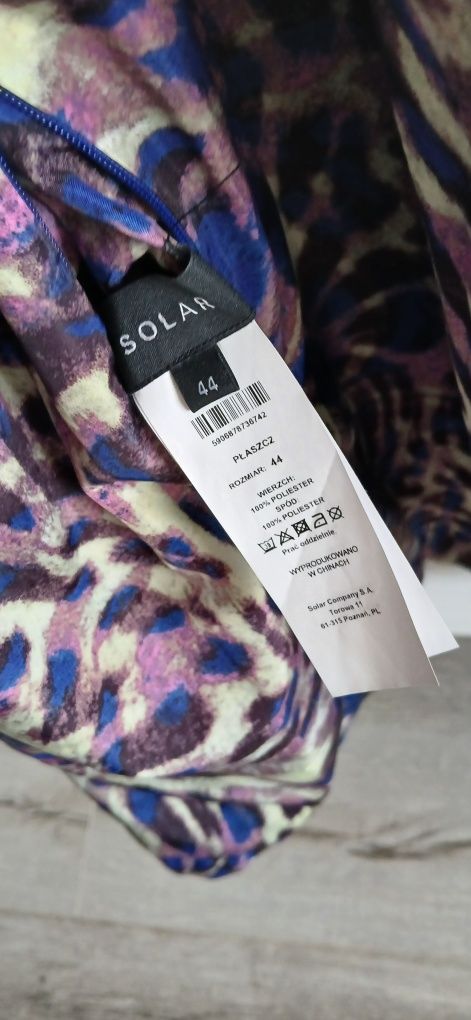 SOLAR
44
5906878736742
PŁASZCZ
ROZMIAR: 44
WIERZCH:
100% POLIESTER
SPÓD:
100% POLIESTER
Prać oddzielnie.
WYPRODUKOWANO
W CHINACH
Solar Company S.A.
Torowa 11
61-315 Poznań, PL